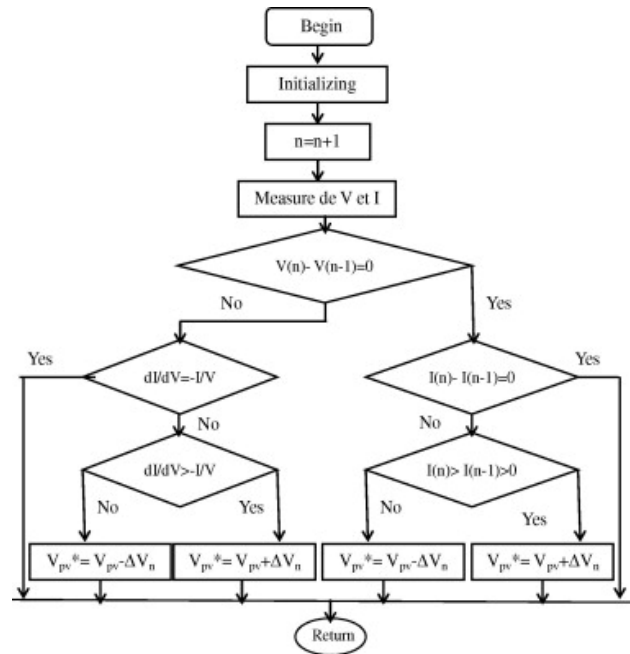 Begin
Initializing
n=n+1
Measure de V et I
V(n)- V(n-1)=0
No
Yes
Yes
dI/dV=-I/V
I(n)- I(n-1)=0
Yes
No
No
dI/dV>-I/V
I(n)> I(n-1)>0
No
Yes
No
Yes
Vpv*= Vpv-ΔVn
Vpv*= Vpv+ΔVn
Vpv*= Vpv-ΔVn
Vpv*= Vpv+ΔVn
Return